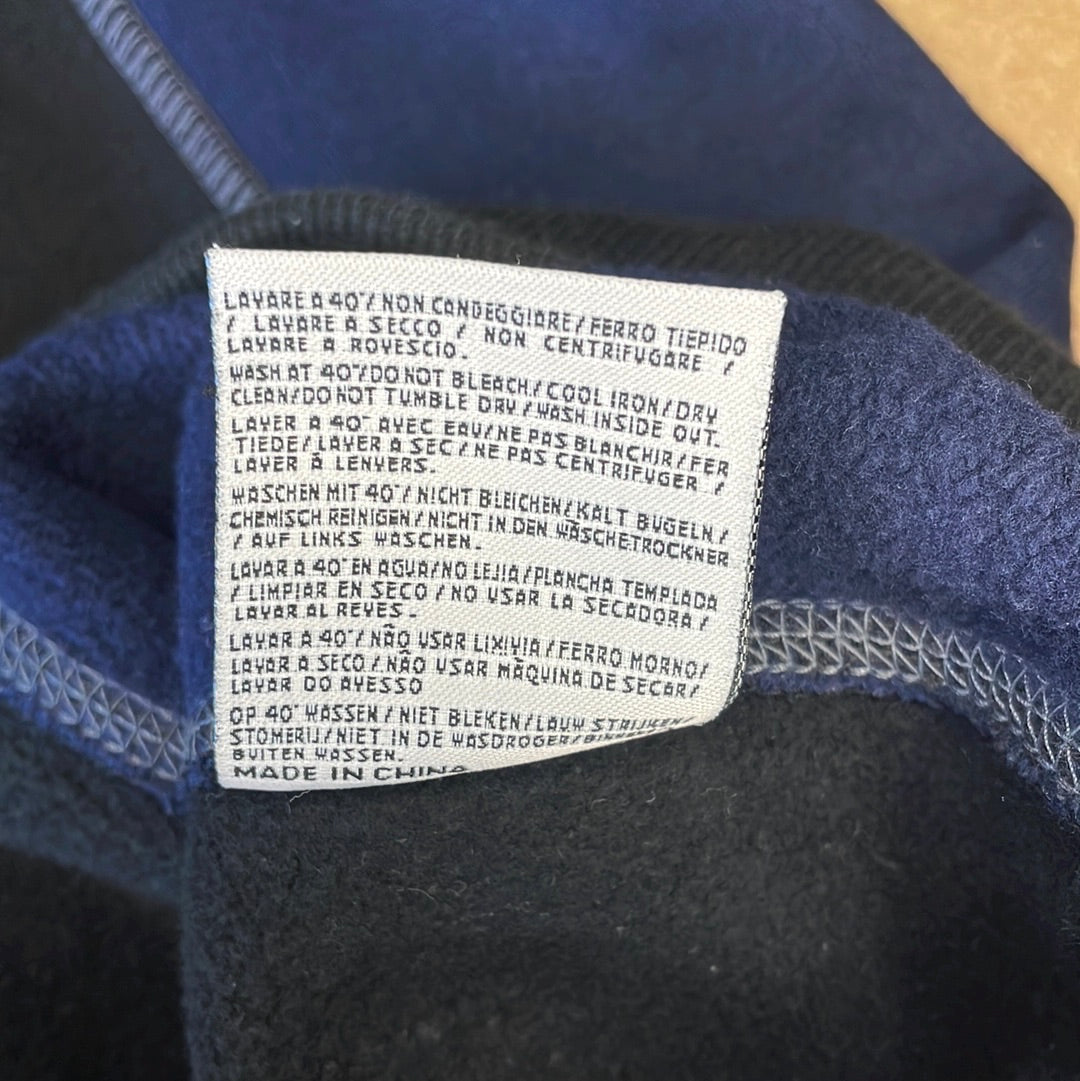 LAVARE A 40°/ NON CANDEGGIARE/ FERRO TIEPIDO
/ LAVARE A SECCO / NON CENTRIFUGARE /
LAVARE A ROVESCIO.
WASH AT 40°/DO NOT BLEACH/ COOL IRON/ DRY
CLEAN/DO NOT TUMBLE DRY / WASH INSIDE OUT.
LAVER A 40° AVEC EAU/NE PAS BLANCHIR/ FER
TIEDE/ LAVER A SEC/ NE PAS CENTRIFUGER /
LAVER À LENVERS.
WASCHEN MIT 40°/ NICHT BLEICHEN/ KALT BUGELN /
CHEMISCH REINIGEN / NICHT IN DEN WÄSCHETROCKNER
/ AUF LINKS WASCHEN.
LAVAR A 40° EN AGUA/NO LEJIA/PLANCHA TEMPLADA
/ LIMPIAR EN SECO / NO USAR LA SECADORA /
LAVAR AL REVES .
LAVAR A 40°/ NÃO USAR LIXIVIA / FERRO MORNO/
LAVAR A SECO / NÃO USAR MÀQUINA DE SECAR/
LAVAR DO AVESSO
OP 40° WASSEN / NIET BLEKEN/ LAUW STRIJKEN
STOMERIJ/ NIET IN DE WASDROGER/
BUITEN WASSEN.
MADE IN CHINA